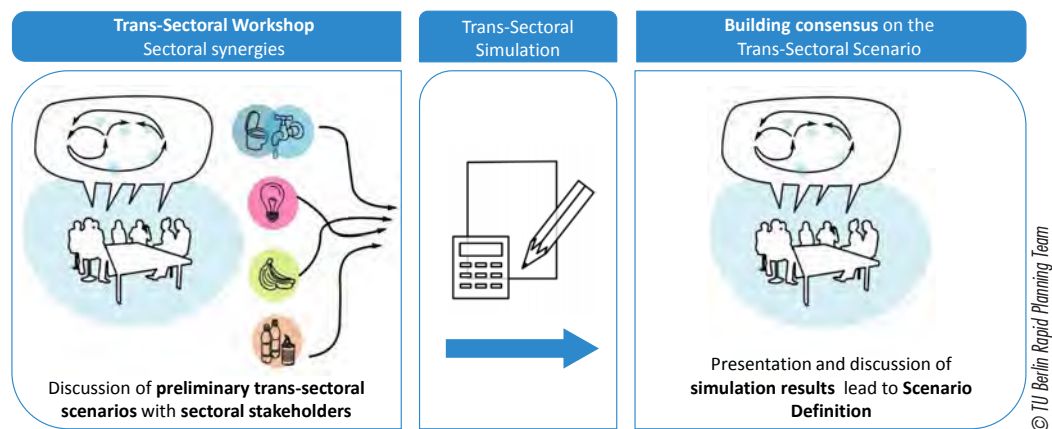 Trans-Sectoral Workshop
Sectoral synergies
Trans-Sectoral
Simulation
Building consensus on the
Trans-Sectoral Scenario
Discussion of preliminary trans-sectoral
scenarios with sectoral stakeholders
Presentation and discussion of
simulation results lead to Scenario
Definition
© TU Berlin Rapid Planning Team